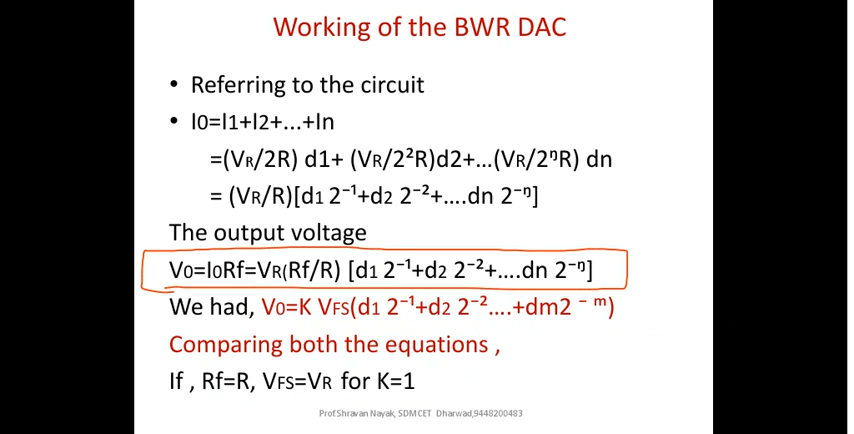 Working of the BWR DAC
• Referring to the circuit
• I0=I1+I2+...+In
=(VR/2R) d1+ (VR/2²R)d2+...(VR/2ᑎR) dn
= (VR/R)[d1 2⁻¹+d2 2⁻²+....dn 2⁻ᑎ]
The output voltage
V0=I0Rf=VR(Rf/R) [d1 2⁻¹+d2 2⁻²+....dn 2⁻ᑎ]
We had, V0=K VFS(d1 2⁻¹+d2 2⁻²....+dm2 ⁻ ᵐ)
Comparing both the equations ,
If , Rf=R, VFS=VR for K=1
Prof.Shravan Nayak, SDMCET Dharwad,9448200483